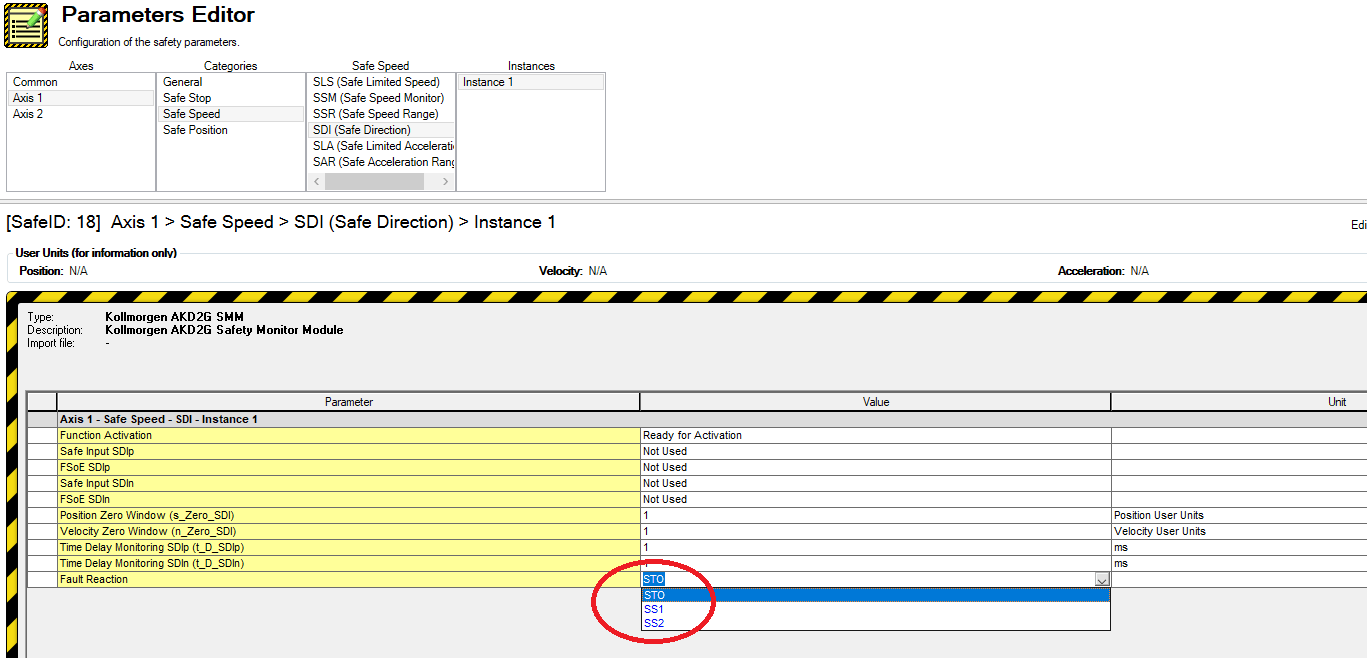 Parameters Editor
Configuration of the safety parameters.
Axes Categories Safe Speed Instances
Common General SLS (Safe Limited Speed) Instance 1
Axis 1 Safe Stop SSM (Safe Speed Monitor)
Axis 2 Safe Speed SSR (Safe Speed Range)
Safe Position SDI (Safe Direction)
SLA (Safe Limited Accelerati
SAR (Safe Acceleration Rang
[SafeID: 18] Axis 1 > Safe Speed > SDI (Safe Direction) > Instance 1
Edi
User Units (for information only)
Position: N/A Velocity: N/A Acceleration: N/A
Type: Kollmorgen AKD2G SMM
Description: Kollmorgen AKD2G Safety Monitor Module
Import file: -
Parameter Value Unit
Axis 1 - Safe Speed - SDI - Instance 1
Function Activation Ready for Activation
Safe Input SDIp Not Used
FSoE SDIp Not Used
Safe Input SDIn Not Used
FSoE SDIn Not Used
Position Zero Window (s_Zero_SDI) 1 Position User Units
Velocity Zero Window (n_Zero_SDI) 1 Velocity User Units
Time Delay Monitoring SDIp (t_D_SDIp) 1 ms
Time Delay Monitoring SDIn (t_D_SDIn) 1 ms
Fault Reaction STO
STO
SS1
SS2